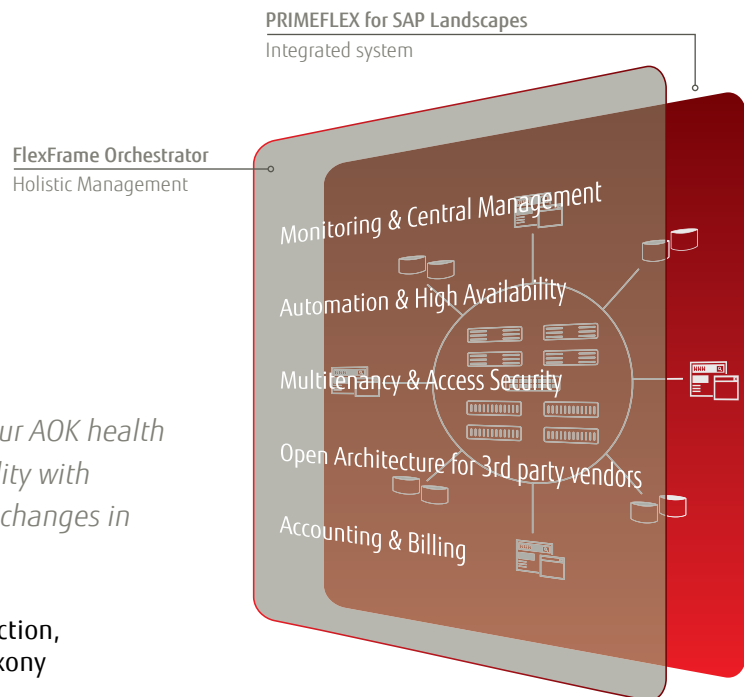 PRIMEFLEX for SAP Landscapes
Integrated system
FlexFrame Orchestrator
Holistic Management
Monitoring & Central Management
Automation & High Availability
Multitenancy & Access Security
Open Architecture for 3rd party vendors
Accounting & Billing
ur AOK health
lity with
changes in
ction,
xony